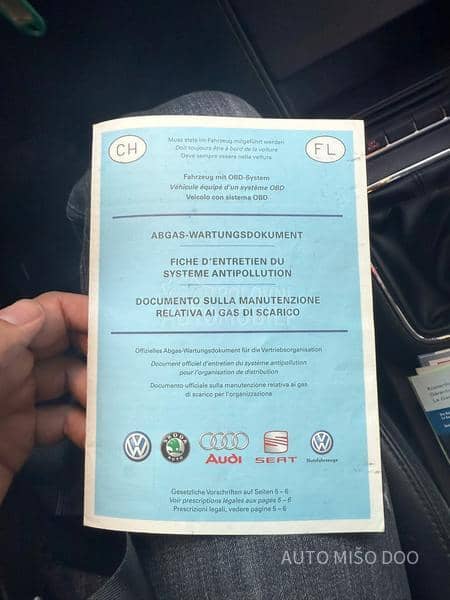 CH
FL
Muss stets im Fahrzeug mitgeführt werden
Doit toujours être à bord de la voiture
Deve sempre essere nella vettura
Fahrzeug mit OBD-System
Véhicule équipé d'un système OBD
Veicolo con sistema OBD
ABGAS-WARTUNGSDOKUMENT
FICHE D'ENTRETIEN DU
SYSTEME ANTIPOLLUTION
DOCUMENTO SULLA MANUTENZIONE
RELATIVA AI GAS DI SCARICO
Offizielles Abgas-Wartungsdokument für die Vertriebsorganisation
Document officiel d'entretien du système antipollution
pour l'organisation de distribution
Documento ufficiale sulla manutenzione relativa ai gas
di scarico per l'organizzazione
Audi
SEAT
Nutzfahrzeuge
Gesetzliche Vorschriften auf Seiten 5 – 6
Voir prescriptions légales aux pages 5 – 6
Prescrizioni legali, vedere pagine 5 – 6
AUTO MIŠO DOO